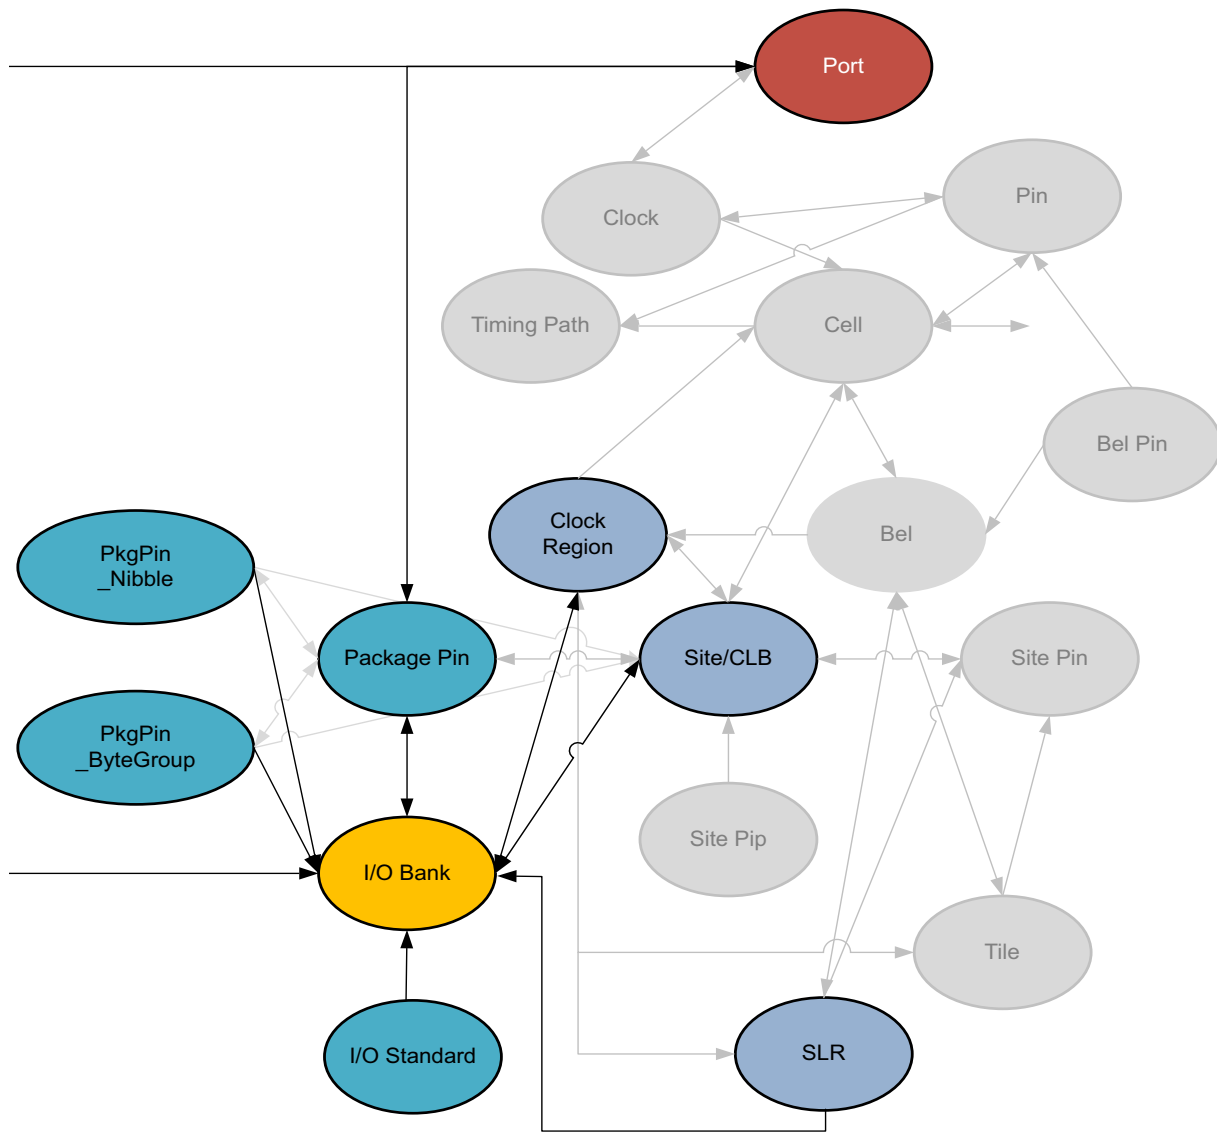 Port
Pin
Clock
Timing Path
Cell
Bel Pin
Clock
Region
Bel
PkgPin
_Nibble
Package Pin
Site/CLB
Site Pin
PkgPin
_ByteGroup
Site Pip
I/O Bank
Tile
I/O Standard
SLR